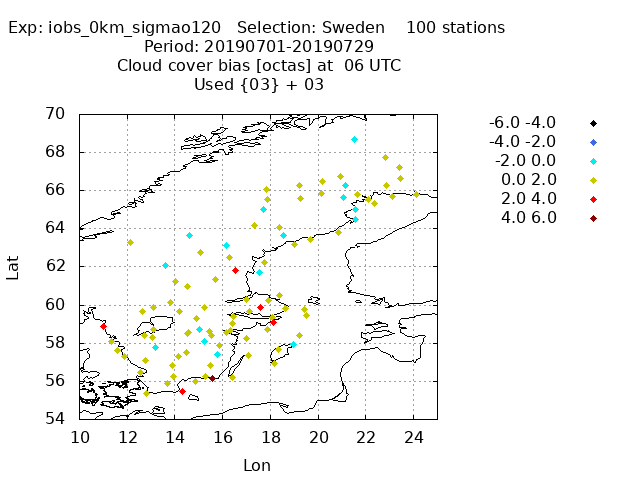 Exp: iobs_0km_sigmao120   Selection: Sweden    100 stations
Period: 20190701-20190729
Cloud cover bias [octas] at  06 UTC
Used {03} + 03
70
68
66
64
62
60
58
56
54
Lat
10 12 14 16 18 20 22 24
Lon
-6.0 -4.0
-4.0 -2.0
-2.0 0.0
0.0 2.0
2.0 4.0
4.0 6.0